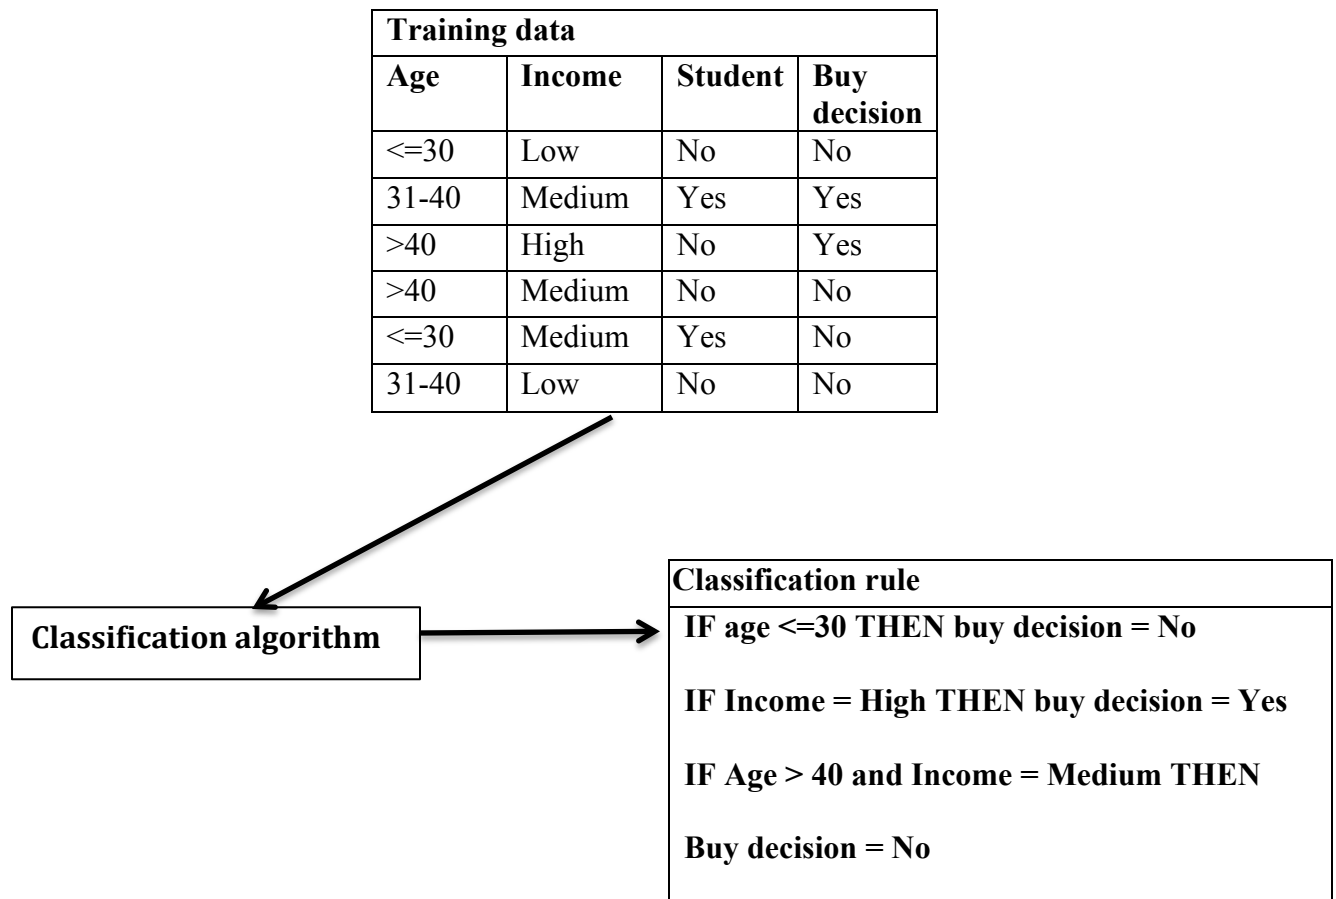 Training data
Age Income Student Buy decision
<=30 Low No No
31-40 Medium Yes Yes
>40 High No Yes
>40 Medium No No
<=30 Medium Yes No
31-40 Low No No
Classification algorithm
Classification rule
IF age <=30 THEN buy decision = No
IF Income = High THEN buy decision = Yes
IF Age > 40 and Income = Medium THEN
Buy decision = No